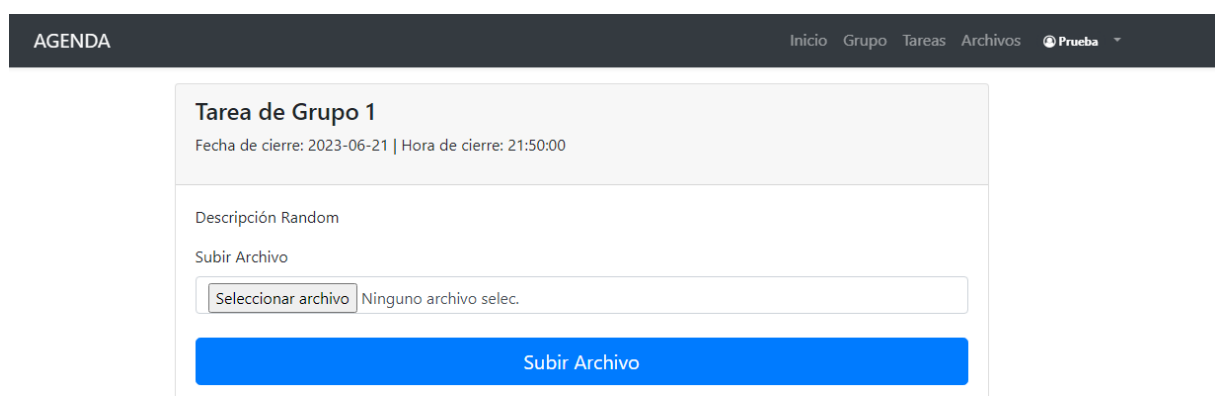 AGENDA Inicio Grupo Tareas Archivos Prueba
Tarea de Grupo 1
Fecha de cierre: 2023-06-21 | Hora de cierre: 21:50:00
Descripción Random
Subir Archivo
Seleccionar archivo Ninguno archivo selec.
Subir Archivo